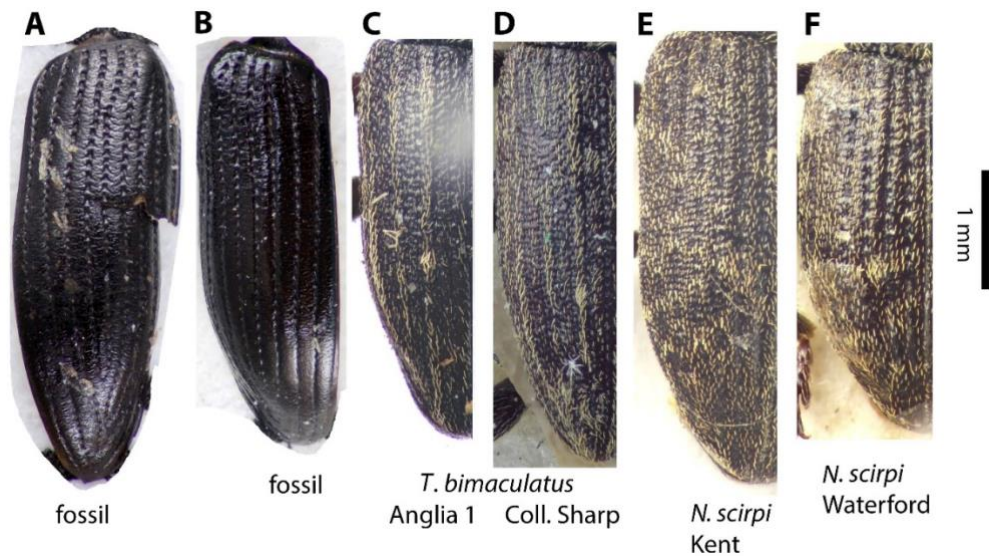 A B C D E F
1 mm
fossil
fossil
T. bimaculatus
Anglia 1 Coll. Sharp
N. scirpi
Kent
N. scirpi
Waterford